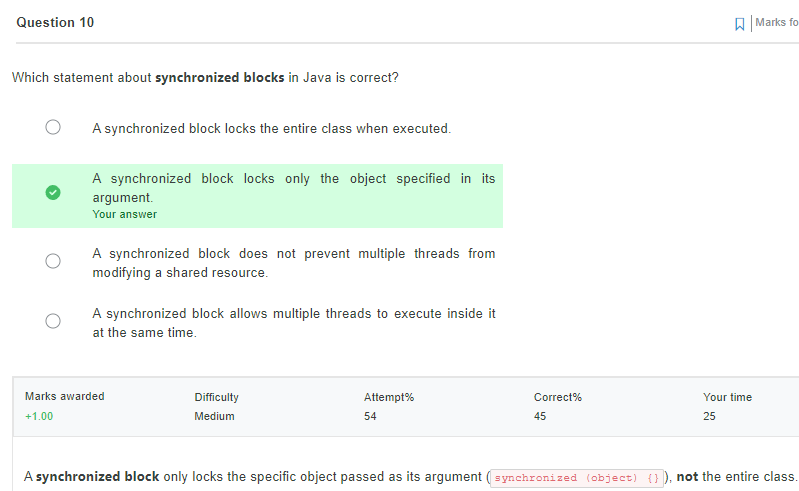 Question 10
Marks fo
Which statement about synchronized blocks in Java is correct?
A synchronized block locks the entire class when executed.
A synchronized block locks only the object specified in its
argument.
Your answer
A synchronized block does not prevent multiple threads from
modifying a shared resource.
A synchronized block allows multiple threads to execute inside it
at the same time.
Marks awarded Difficulty Attempt% Correct% Your time
+1.00 Medium 54 45 25
A synchronized block only locks the specific object passed as its argument (synchronized (object) {}), not the entire class.